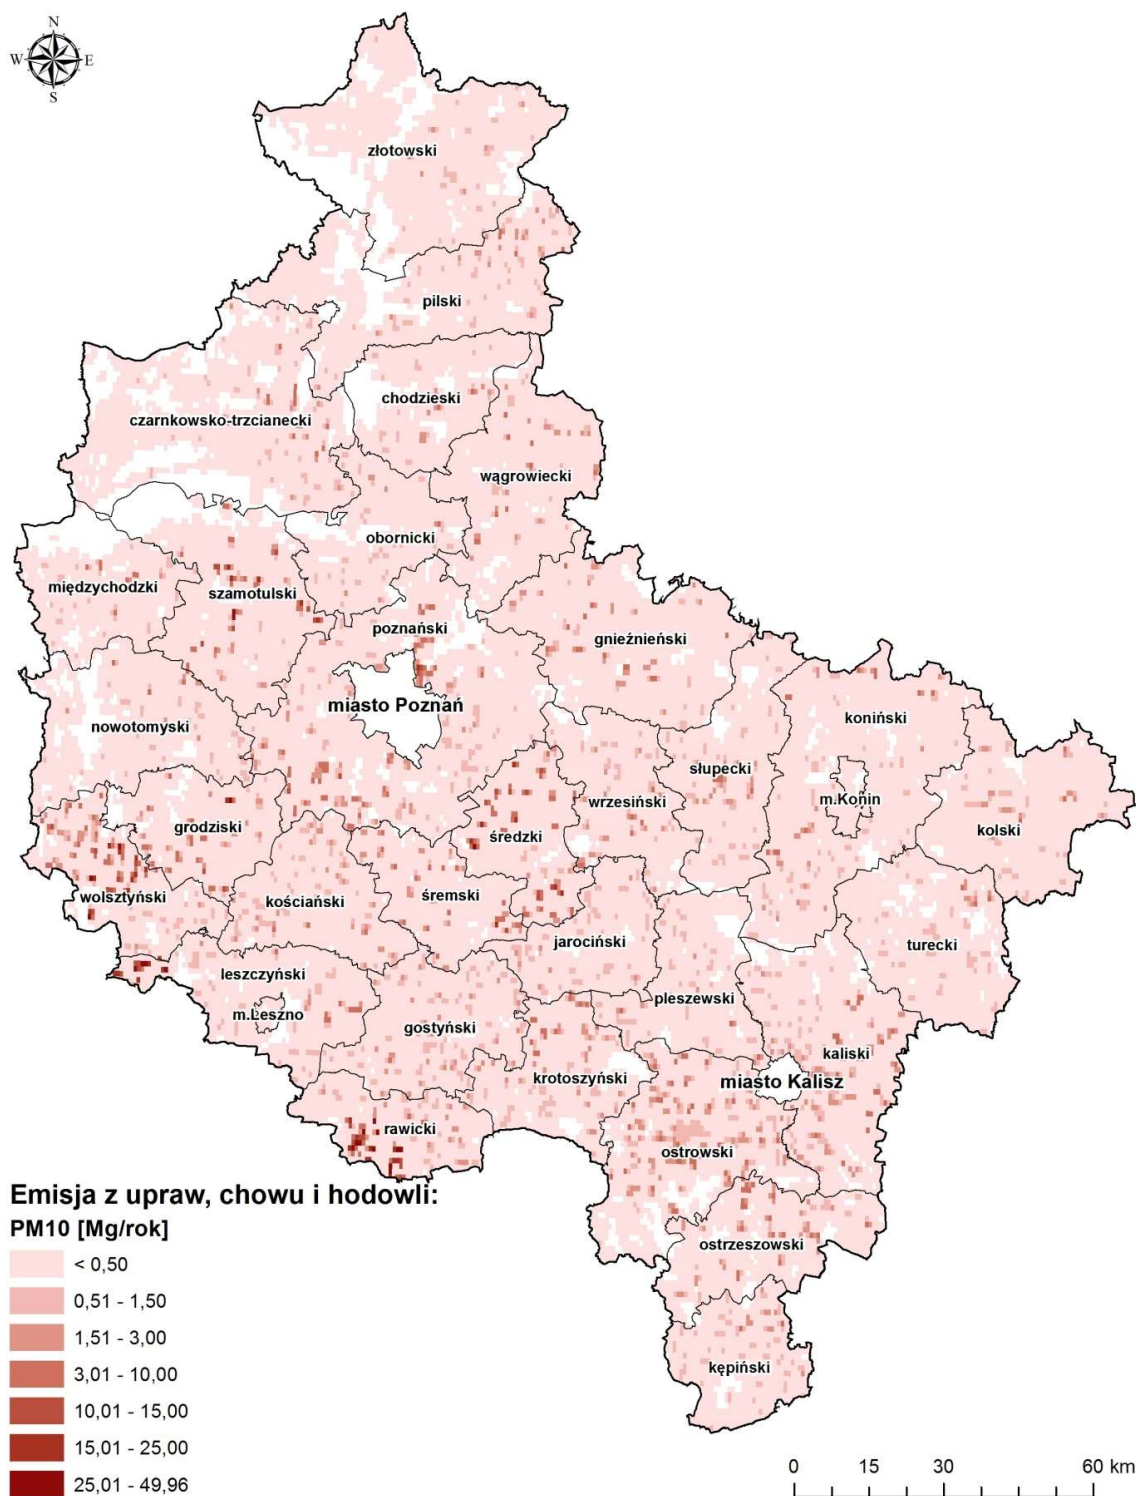 N
W E
S
złotowski
pilski
chodzieski
czarnkowsko-trzcianecki
wągrowiecki
obornicki
międzychodzki
szamotulski
poznański
gnieźnieński
miasto Poznań
nowotomyski
koniński
słupecki
m.Konin
wrzesiński
grodziski
średzki
kolski
wolsztyński
kościański
śremski
jarociński
turecki
leszczyński
pleszewski
m.Leszno
gostyński
kaliski
krotoszyński
miasto Kalisz
rawicki
ostrowski
ostrzeszowski
kępiński
Emisja z upraw, chowu i hodowli:
PM10 [Mg/rok]
< 0,50
0,51 - 1,50
1,51 - 3,00
3,01 - 10,00
10,01 - 15,00
15,01 - 25,00
25,01 - 49,96
0 15 30 60 km